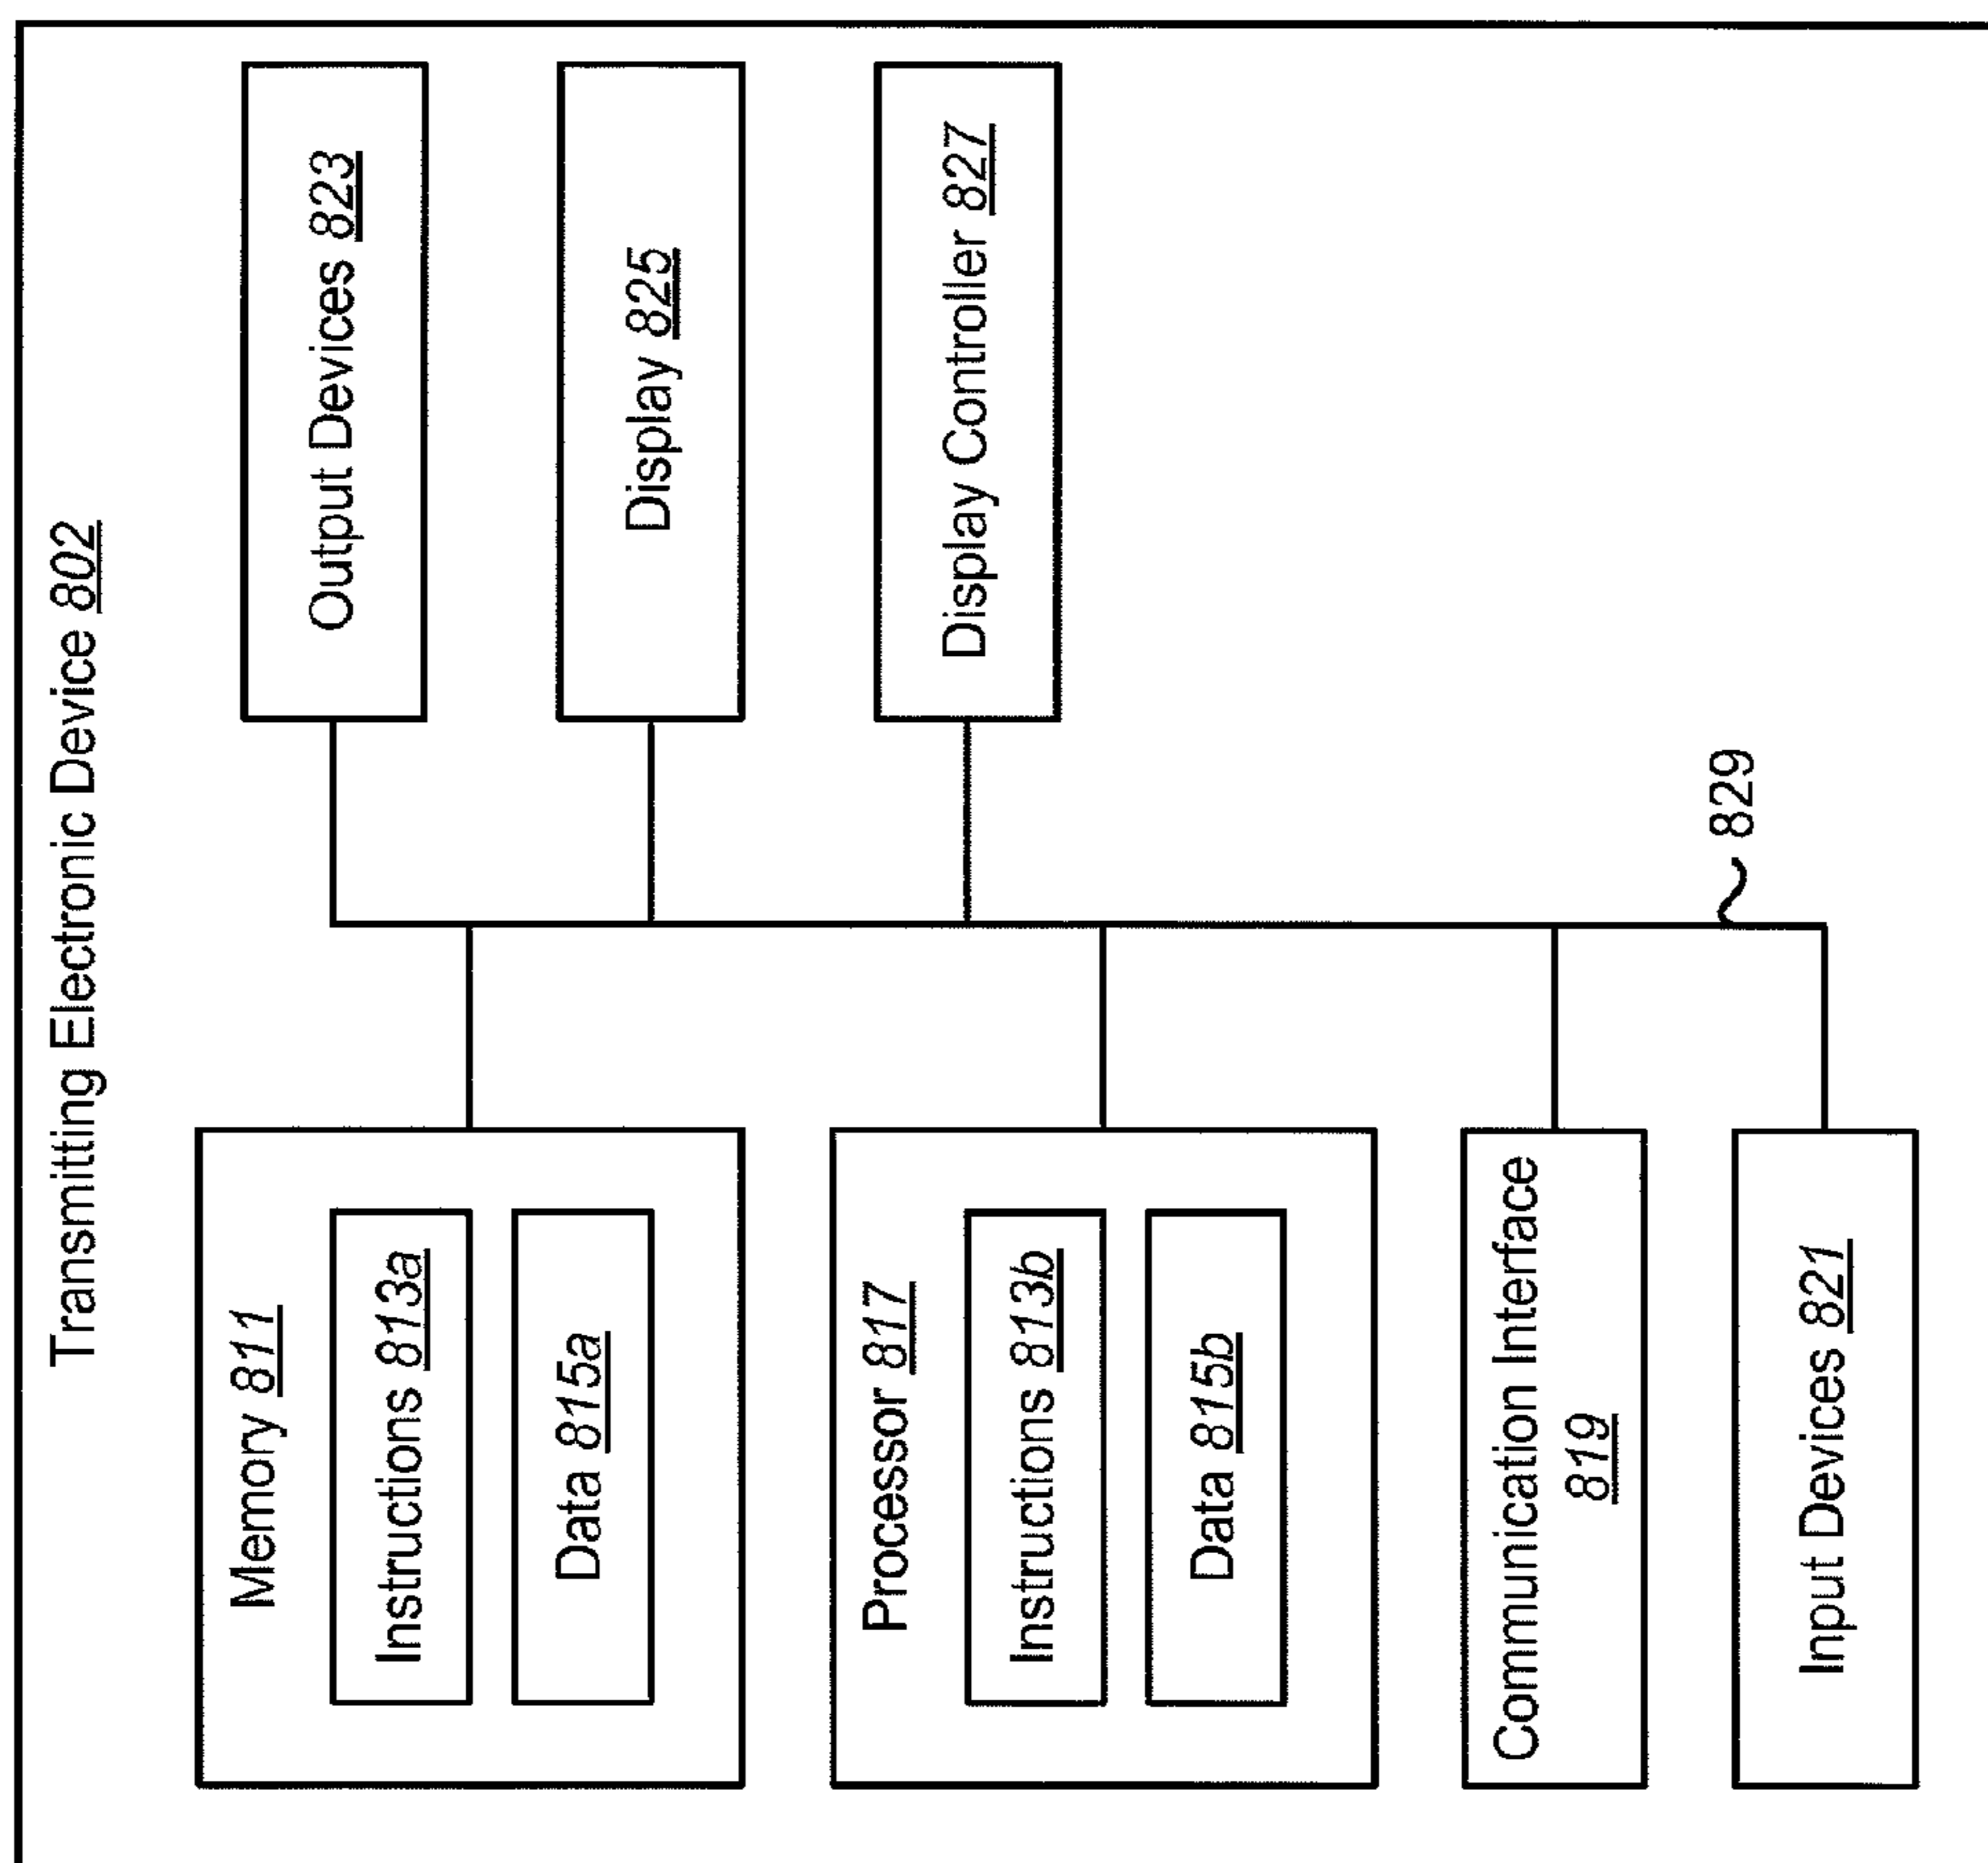 Transmitting Electronic Device 802
Memory 811
Instructions 813a
Data 815a
Processor 817
Instructions 813b
Data 815b
Communication Interface
819
Input Devices 821
Output Devices 823
Display 825
Display Controller 827
829